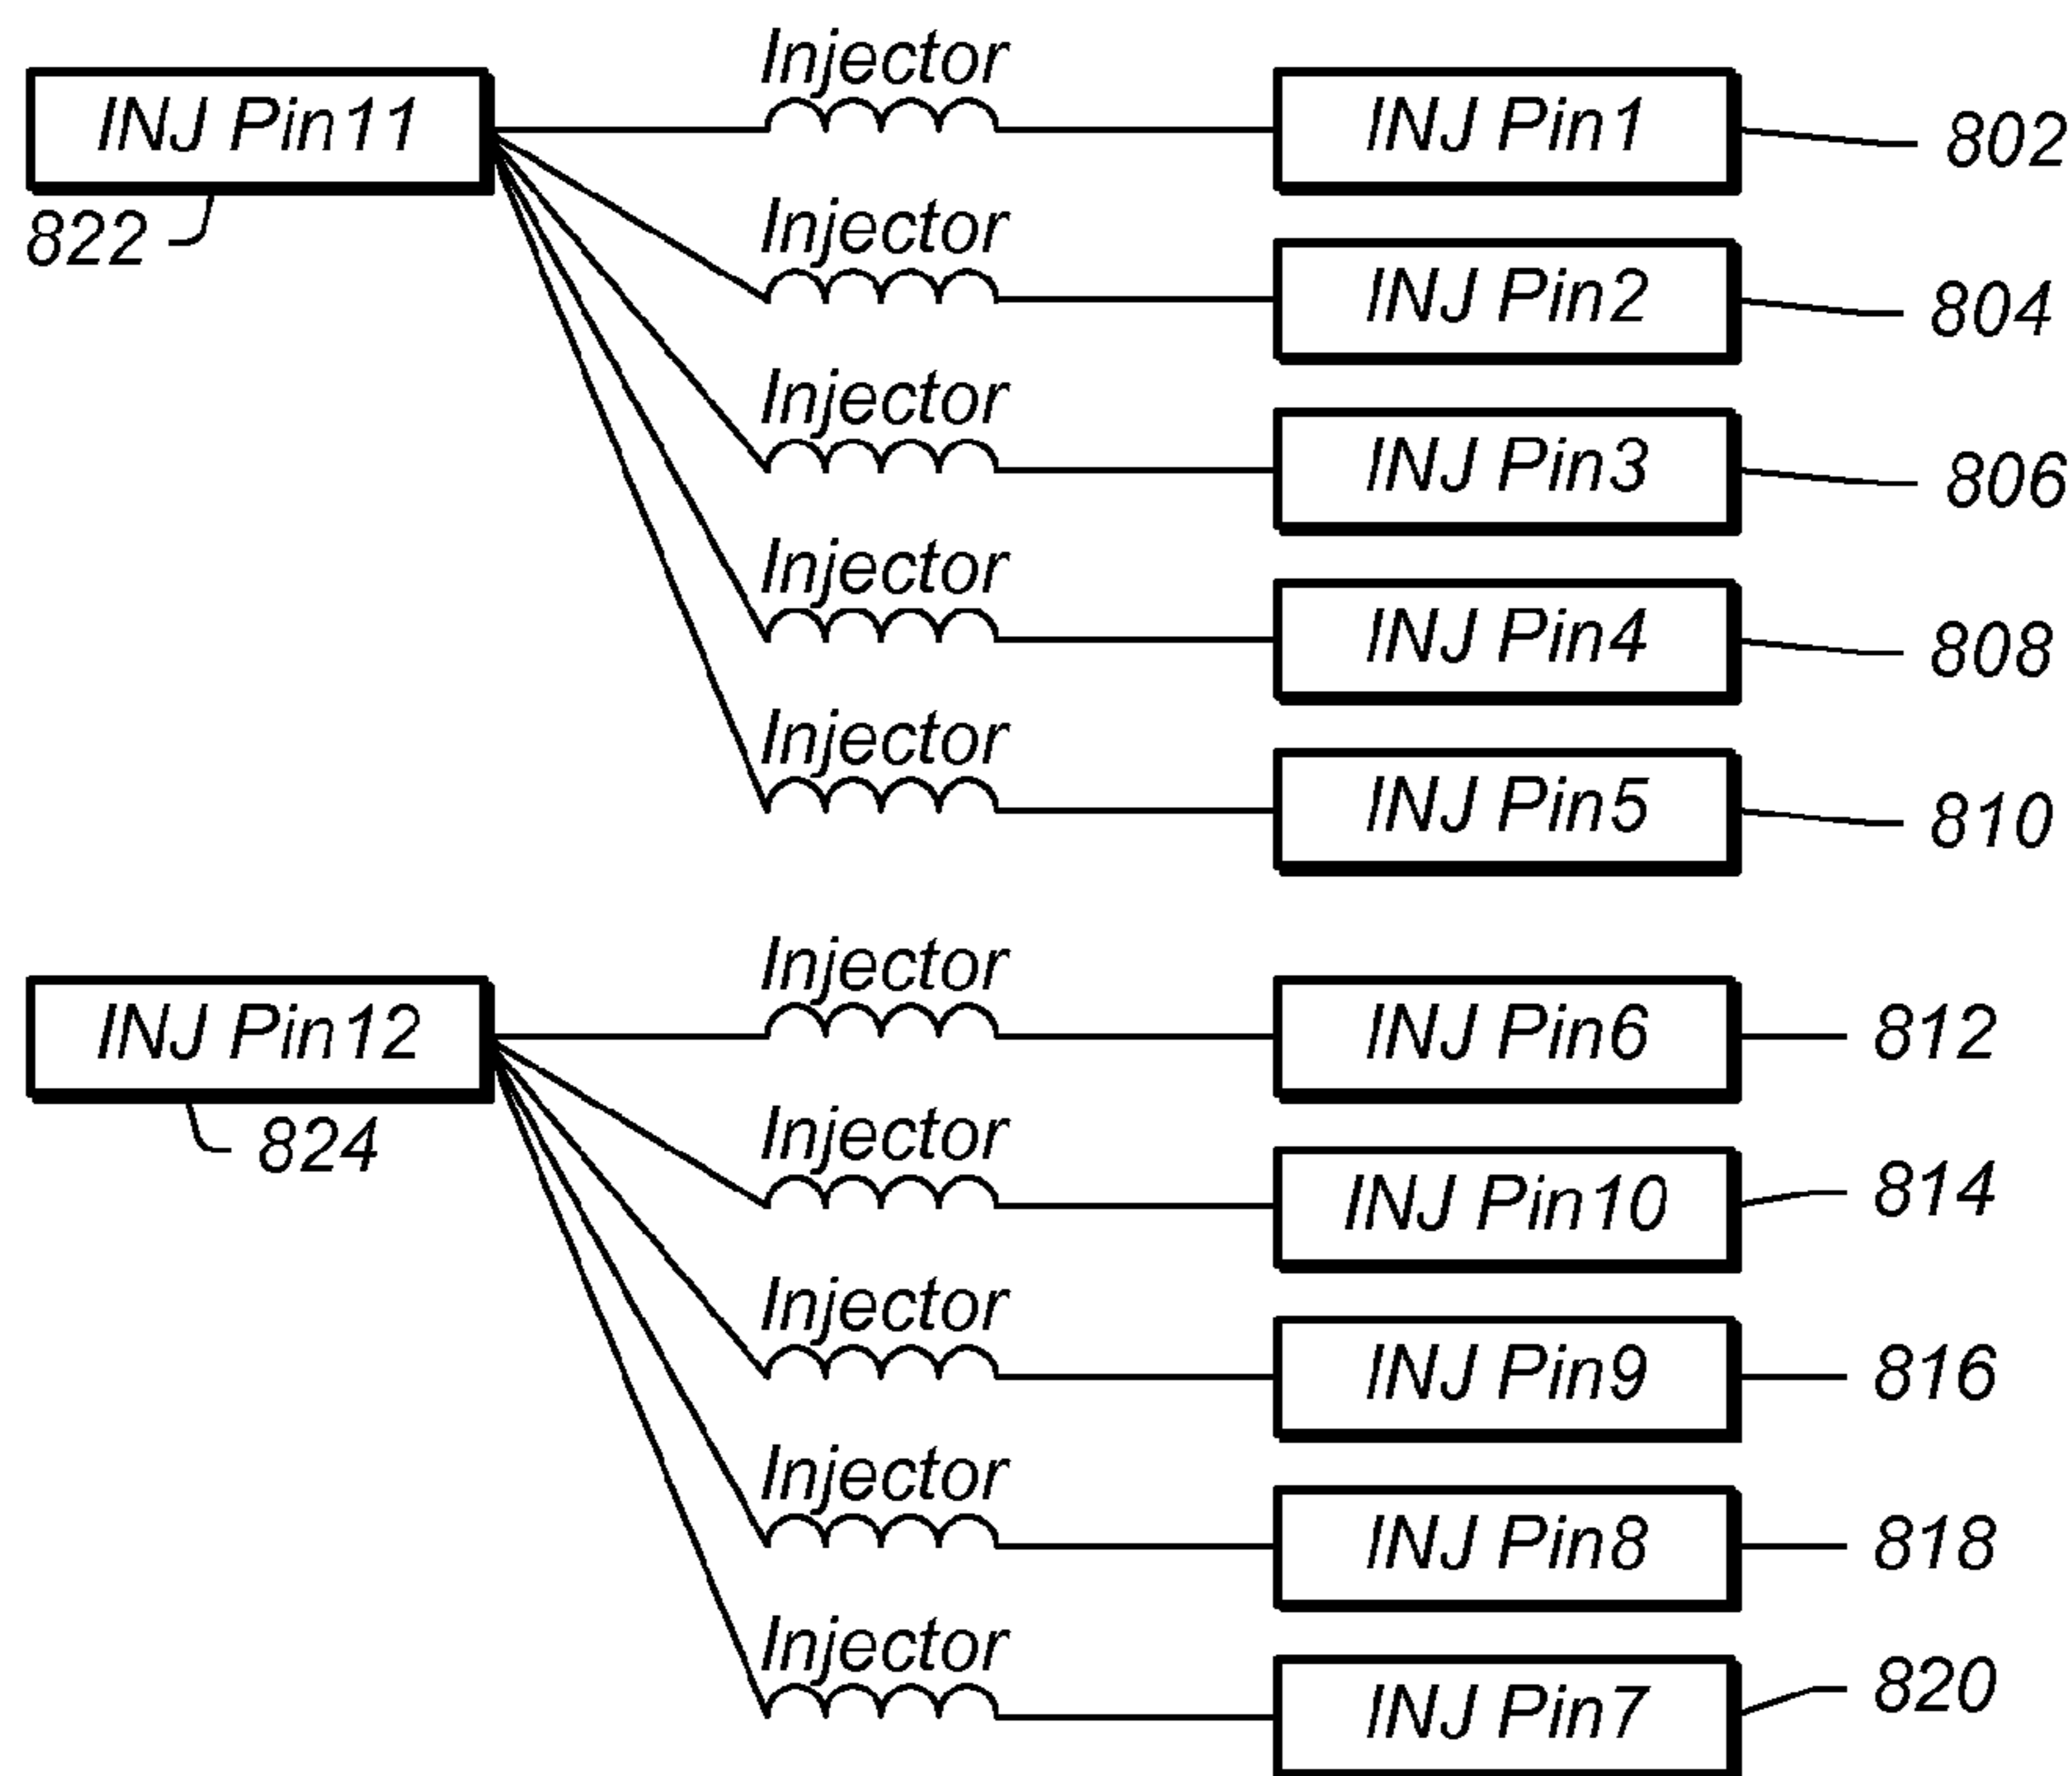 Injector
INJ Pin11
INJ Pin1
802
822
Injector
INJ Pin2
804
Injector
INJ Pin3
806
Injector
INJ Pin4
808
Injector
INJ Pin5
810
Injector
INJ Pin12
INJ Pin6
812
824
Injector
INJ Pin10
814
Injector
INJ Pin9
816
Injector
INJ Pin8
818
Injector
INJ Pin7
820